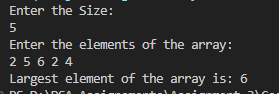 Enter the Size:
5
Enter the elements of the array:
2 5 6 2 4
Largest element of the array is: 6